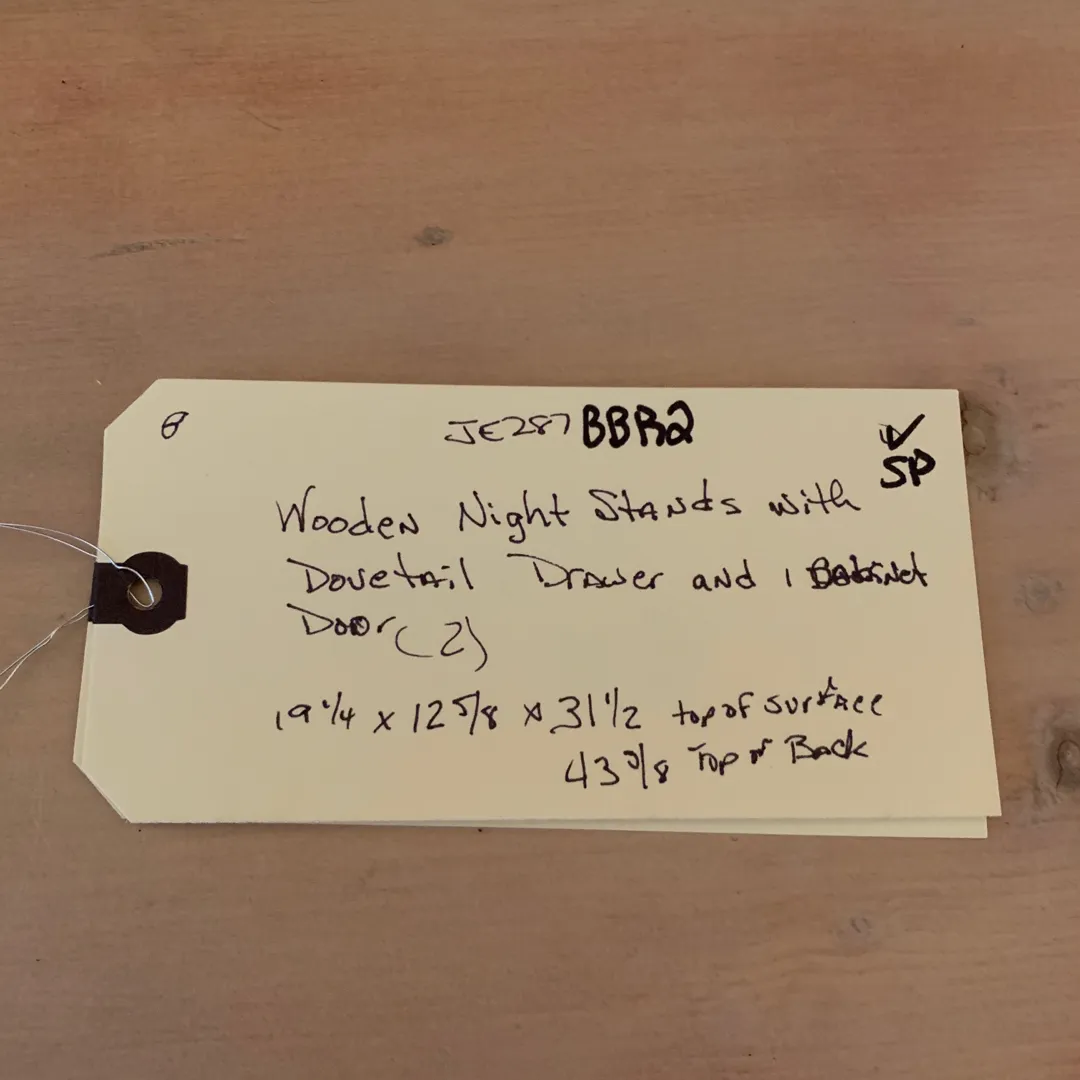 JE287 BBR2
SP
Wooden Night Stands with
Dovetail Drawer and 1 Cabinet
Door (2)
19 1/4 x 12 5/8 x 31 1/2 top of surface
43 3/8 Top of Back